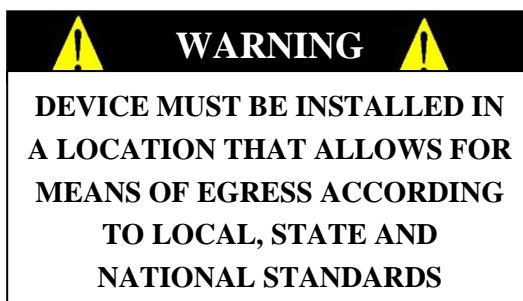 WARNING
DEVICE MUST BE INSTALLED IN
A LOCATION THAT ALLOWS FOR
MEANS OF EGRESS ACCORDING
TO LOCAL, STATE AND
NATIONAL STANDARDS